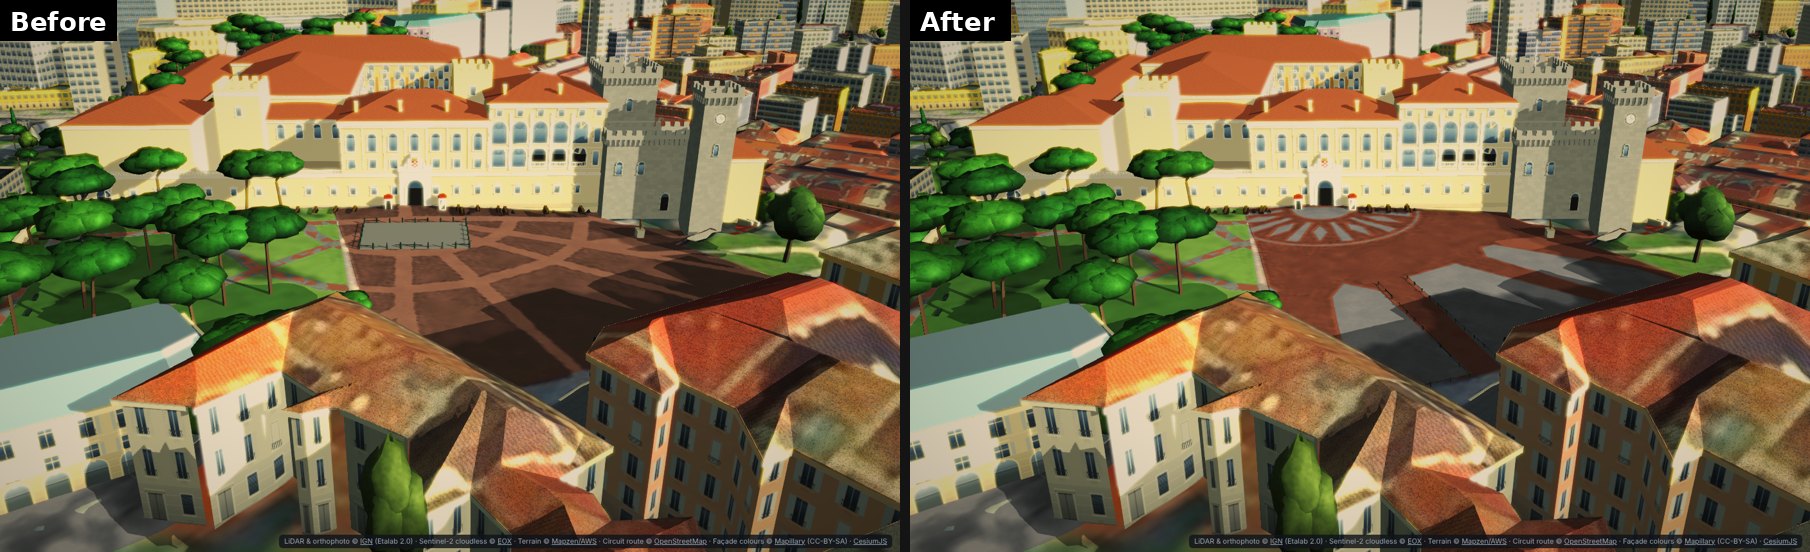 Before
After
LiDAR & orthophoto © IGN (Etalab 2.0) · Sentinel-2 cloudless © EOX · Terrain © Mapzen/AWS · Circuit route © OpenStreetMap · Façade colours © Mapillary (CC-BY-SA) · CesiumJS
LiDAR & orthophoto © IGN (Etalab 2.0) · Sentinel-2 cloudless © EOX · Terrain © Mapzen/AWS · Circuit route © OpenStreetMap · Façade colours © Mapillary (CC-BY-SA) · CesiumJS